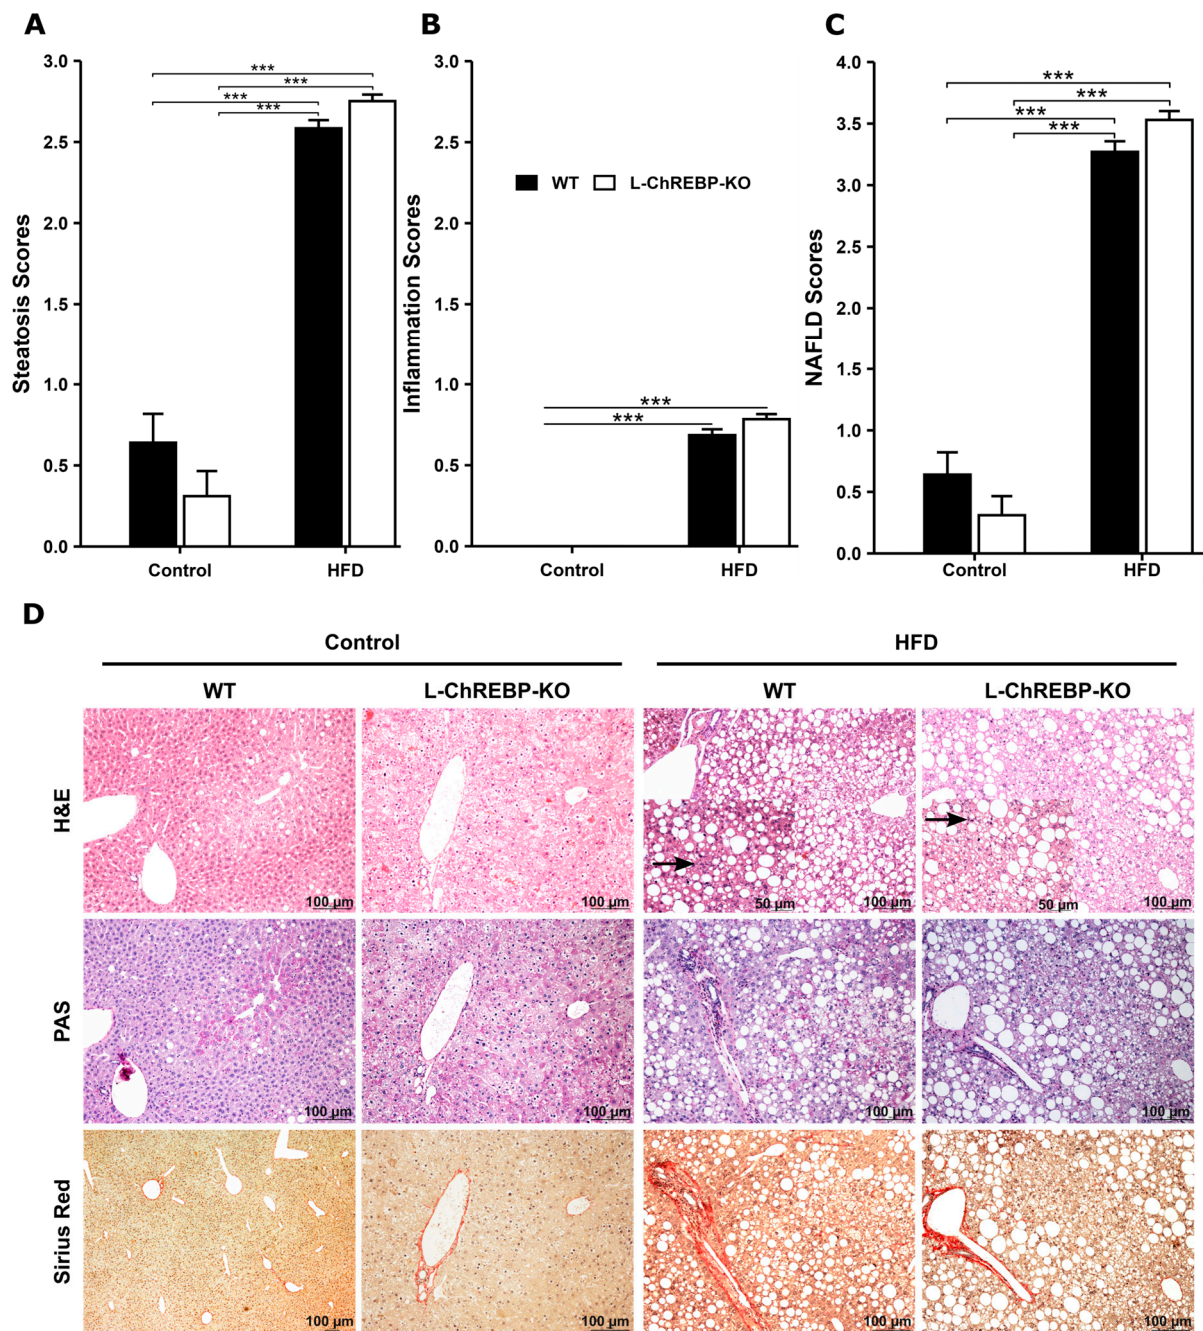 A
B
C
3.0
2.5
2.0
1.5
1.0
0.5
0.0
Steatosis Scores
***
***
***
***
Control
HFD
3.0
2.5
2.0
1.5
1.0
0.5
0.0
Inflammation Scores
WT
L-ChREBP-KO
***
***
Control
HFD
4.0
3.5
3.0
2.5
2.0
1.5
1.0
0.5
0.0
NAFLD Scores
***
***
***
***
Control
HFD
D
Control
HFD
WT
L-ChREBP-KO
WT
L-ChREBP-KO
H&E
100 µm
100 µm
50 µm
100 µm
50 µm
100 µm
PAS
100 µm
100 µm
100 µm
100 µm
Sirius Red
100 µm
100 µm
100 µm
100 µm